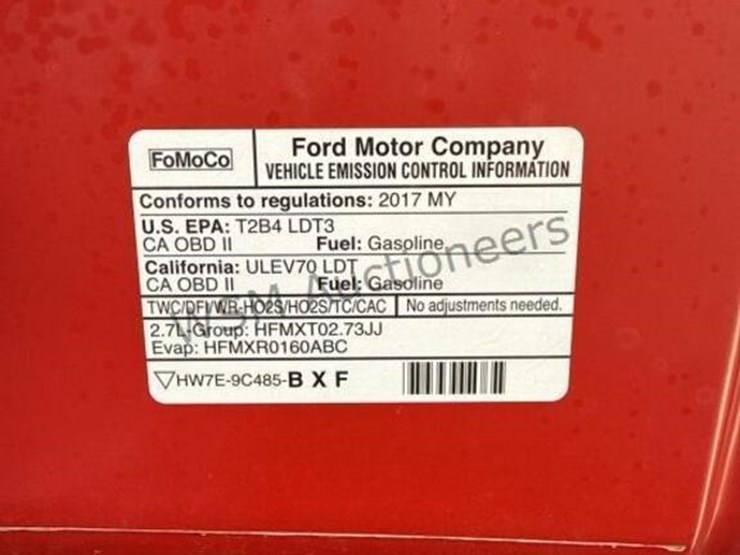 FoMoCo
Ford Motor Company
VEHICLE EMISSION CONTROL INFORMATION
Conforms to regulations: 2017 MY
U.S. EPA: T2B4 LDT3
CA OBD II Fuel: Gasoline
California: ULEV70 LDT
CA OBD II Fuel: Gasoline
TWC/DFI/WR-HO2S/HO2S/TC/CAC No adjustments needed.
2.7L-Group: HFMXT02.73JJ
Evap: HFMXR0160ABC
HW7E-9C485-B X F
WSM Auctioneers